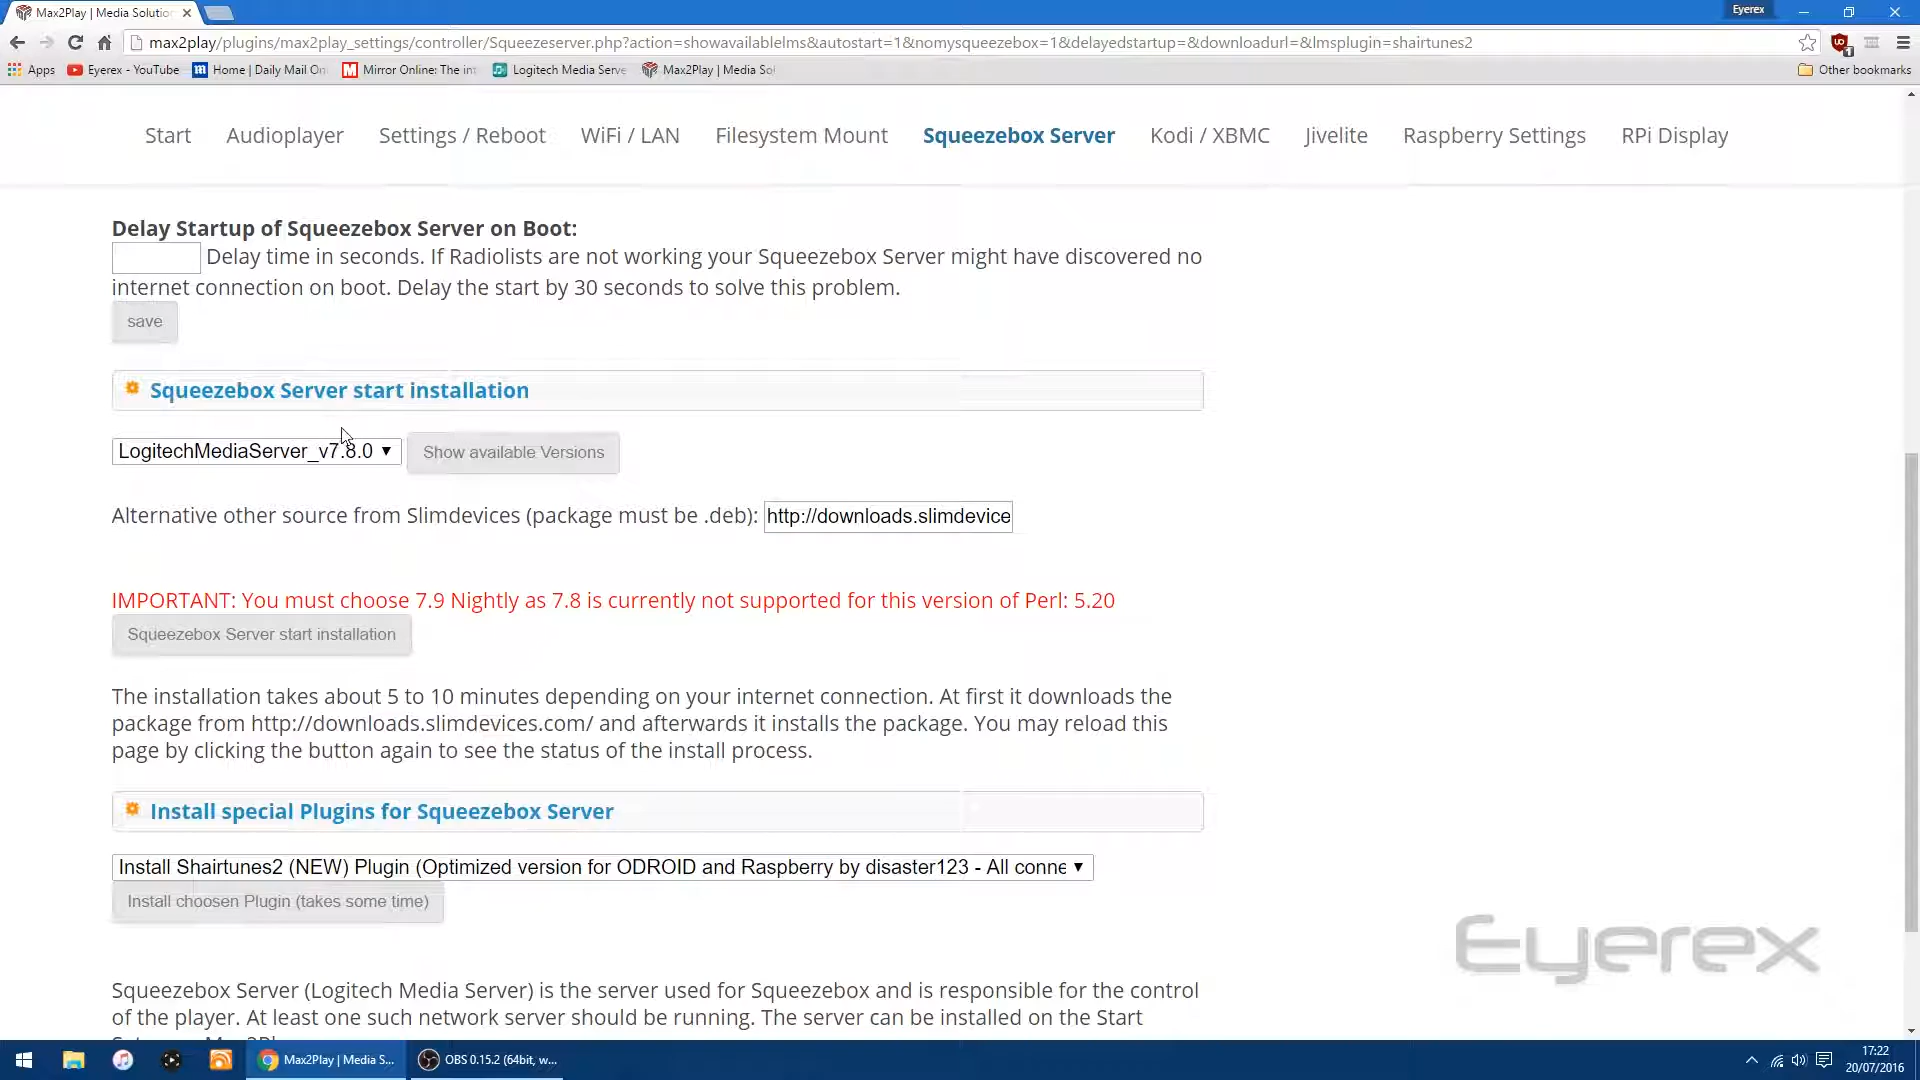 Max2Play | Media Solutio
Eyerex
max2play/plugins/max2play_settings/controller/Squeezeserver.php?action=showavailablelms&autostart=1&nomysqueezebox=1&delayedstartup=&downloadurl=&lmsplugin=shairtunes2
Apps Eyerex - YouTube Home | Daily Mail On Mirror Online: The int Logitech Media Serve Max2Play | Media So Other bookmarks
Start Audioplayer Settings / Reboot WiFi / LAN Filesystem Mount Squeezebox Server Kodi / XBMC Jivelite Raspberry Settings RPi Display
Delay Startup of Squeezebox Server on Boot:
Delay time in seconds. If Radiolists are not working your Squeezebox Server might have discovered no
internet connection on boot. Delay the start by 30 seconds to solve this problem.
save
Squeezebox Server start installation
LogitechMediaServer_v7.8.0 Show available Versions
Alternative other source from Slimdevices (package must be .deb): http://downloads.slimdevice
IMPORTANT: You must choose 7.9 Nightly as 7.8 is currently not supported for this version of Perl: 5.20
Squeezebox Server start installation
The installation takes about 5 to 10 minutes depending on your internet connection. At first it downloads the
package from http://downloads.slimdevices.com/ and afterwards it installs the package. You may reload this
page by clicking the button again to see the status of the install process.
Install special Plugins for Squeezebox Server
Install Shairtunes2 (NEW) Plugin (Optimized version for ODROID and Raspberry by disaster123 - All conne
Install choosen Plugin (takes some time)
Eyerex
Squeezebox Server (Logitech Media Server) is the server used for Squeezebox and is responsible for the control
of the player. At least one such network server should be running. The server can be installed on the Start
Max2Play | Media S... OBS 0.15.2 (64bit, w...
17:22
20/07/2016